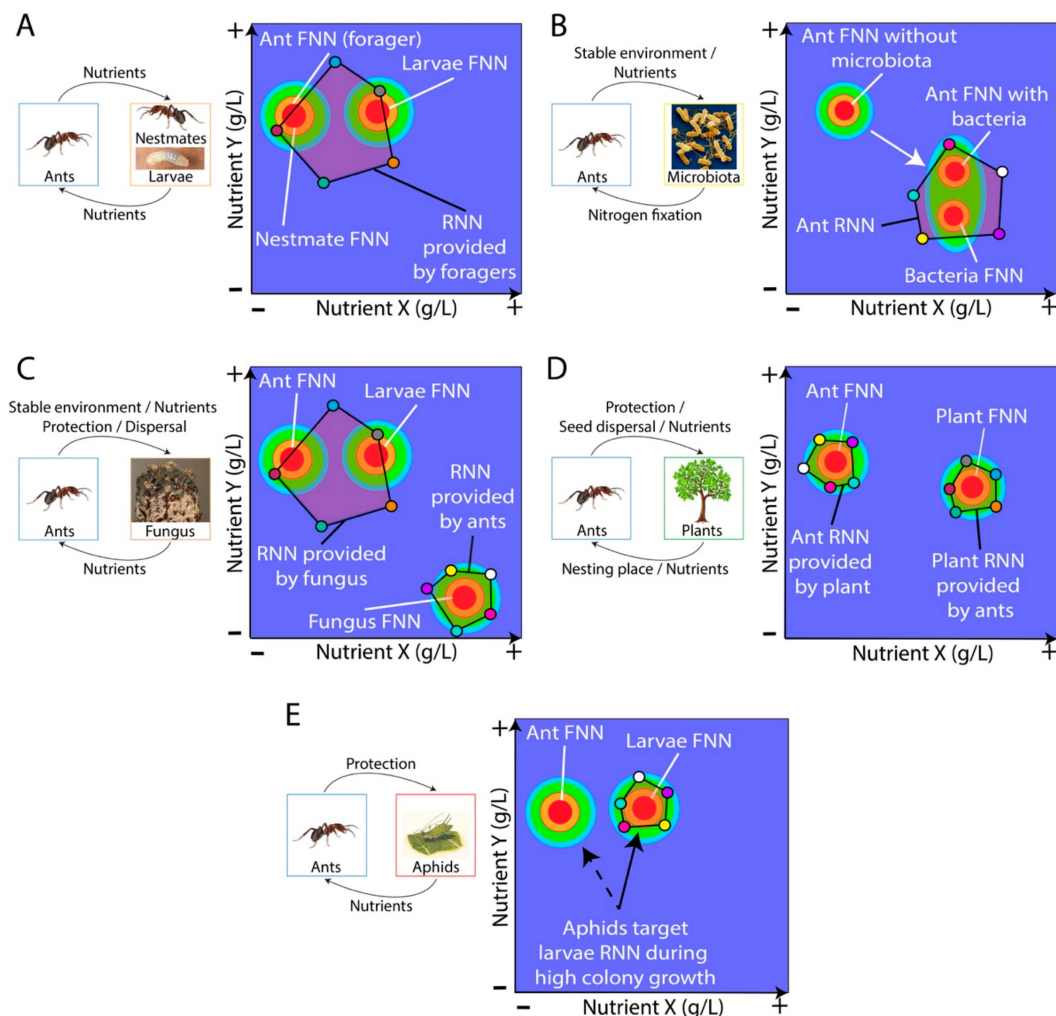 A
Nutrients
Ants
Nestmates
Larvae
Nutrients
+
Nutrient Y (g/L)
–
Ant FNN (forager)
Larvae FNN
Nestmate FNN
RNN
provided
by foragers
–
Nutrient X (g/L)
+
B
Stable environment /
Nutrients
Ants
Microbiota
Nitrogen fixation
+
Nutrient Y (g/L)
–
Ant FNN without
microbiota
Ant FNN with
bacteria
Ant RNN
Bacteria FNN
–
Nutrient X (g/L)
+
C
Stable environment / Nutrients
Protection / Dispersal
Ants
Fungus
Nutrients
+
Nutrient Y (g/L)
–
Ant FNN
Larvae FNN
RNN
provided
by ants
RNN provided
by fungus
Fungus FNN
–
Nutrient X (g/L)
+
D
Protection /
Seed dispersal / Nutrients
Ants
Plants
Nesting place / Nutrients
+
Nutrient Y (g/L)
–
Ant FNN
Plant FNN
Ant RNN
provided
by plant
Plant RNN
provided
by ants
–
Nutrient X (g/L)
+
E
Protection
Ants
Aphids
Nutrients
+
Nutrient Y (g/L)
–
Ant FNN
Larvae FNN
Aphids target
larvae RNN during
high colony growth
–
Nutrient X (g/L)
+